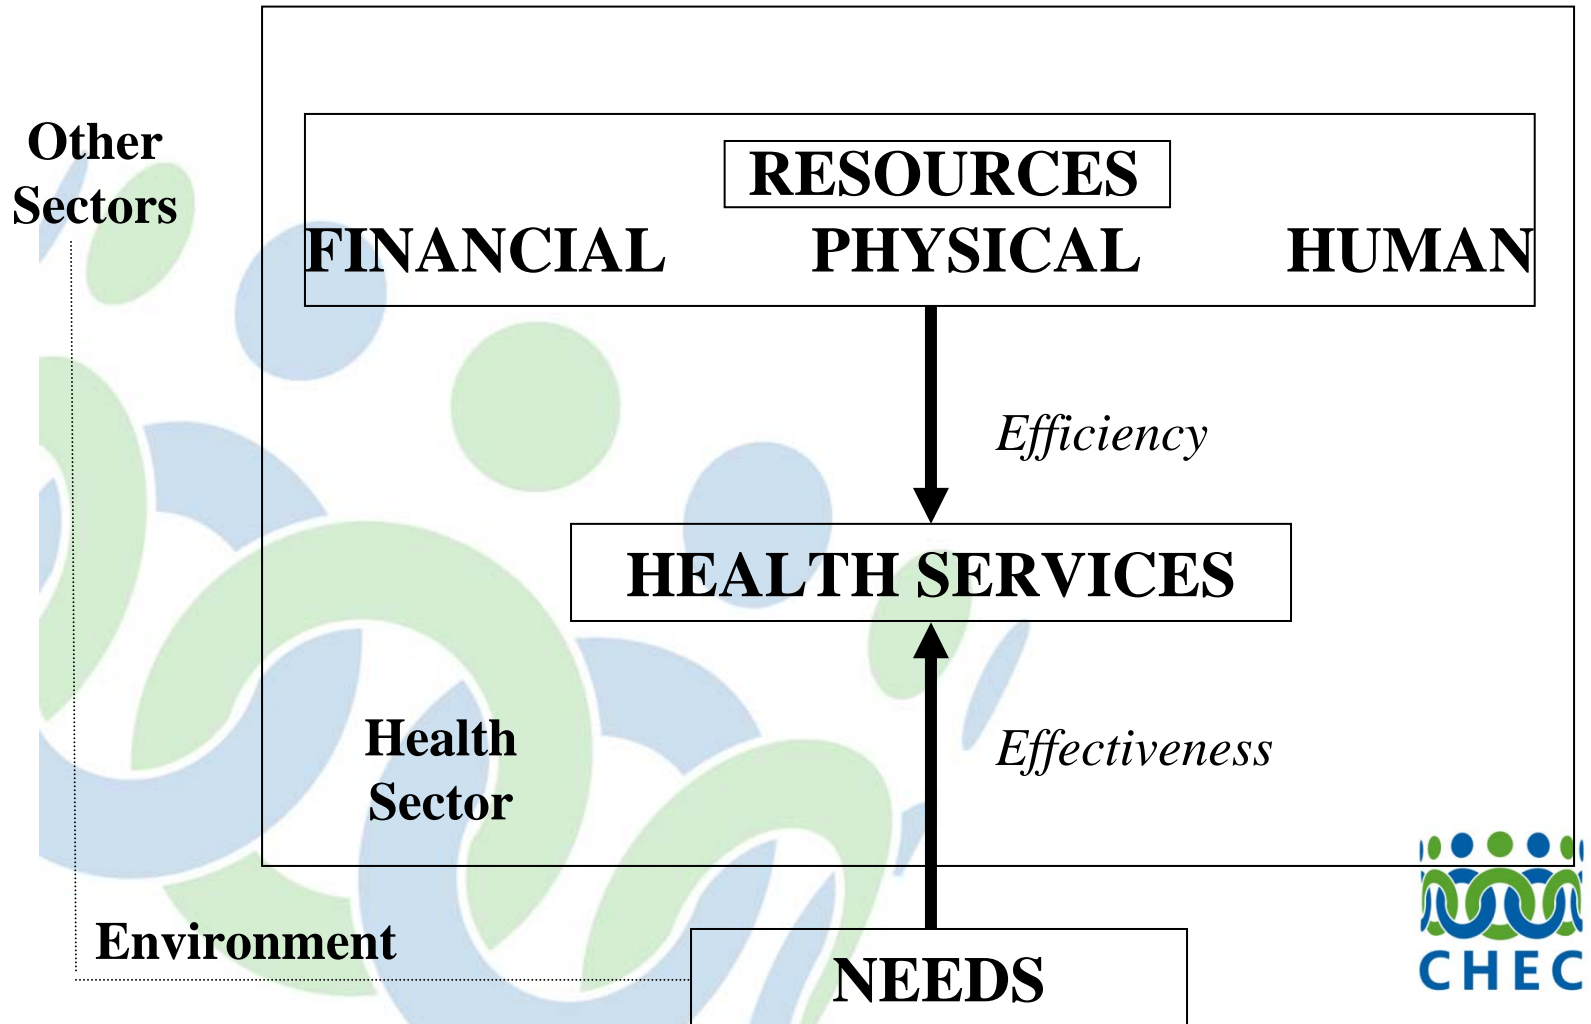 Other
Sectors
RESOURCES
FINANCIAL PHYSICAL HUMAN
Efficiency
HEALTH SERVICES
Health
Sector
Effectiveness
Environment
NEEDS
CHEC